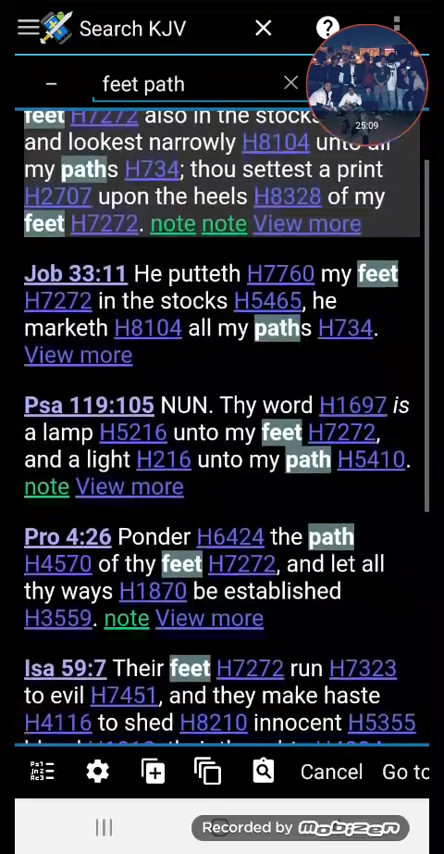 Search KJV
feet path
25:09
feet H7272 also in the stocks
and lookest narrowly H8104 unto all
my paths H734; thou settest a print
H2707 upon the heels H8328 of my
feet H7272. note note View more
Job 33:11 He putteth H7760 my feet
H7272 in the stocks H5465, he
marketh H8104 all my paths H734.
View more
Psa 119:105 NUN. Thy word H1697 is
a lamp H5216 unto my feet H7272,
and a light H216 unto my path H5410.
note View more
Pro 4:26 Ponder H6424 the path
H4570 of thy feet H7272, and let all
thy ways H1870 be established
H3559. note View more
Isa 59:7 Their feet H7272 run H7323
to evil H7451, and they make haste
H4116 to shed H8210 innocent H5355
Cancel Go to
Recorded by mobizen